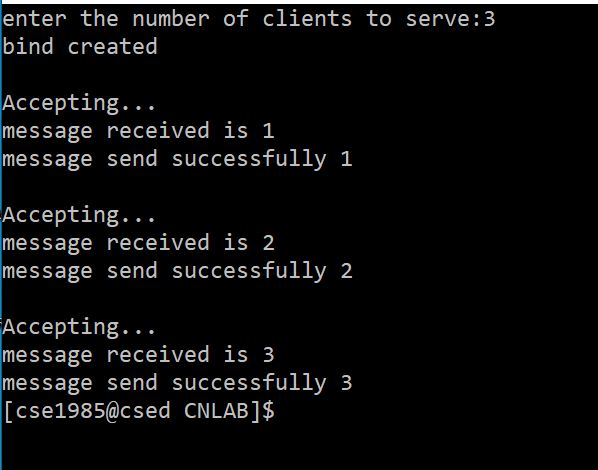 enter the number of clients to serve:3
bind created
Accepting...
message received is 1
message send successfully 1
Accepting...
message received is 2
message send successfully 2
Accepting...
message received is 3
message send successfully 3
[cse1985@csed CNLAB]$